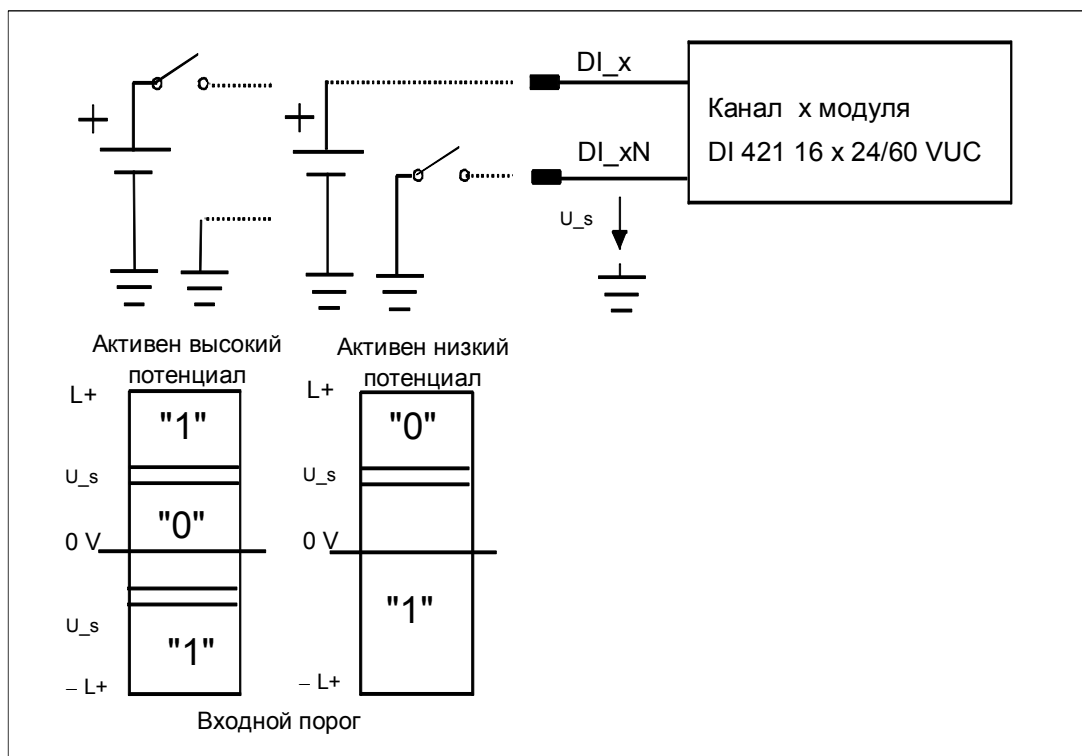 DI_x
+
+
Канал x модуля
DI 421 16 x 24/60 VUC
DI_xN
U_s
Активен высокий
потенциал
Активен низкий
потенциал
L+
"1"
U_s
"0"
0 V
U_s
"1"
– L+
L+
"0"
U_s
0 V
"1"
– L+
Входной порог